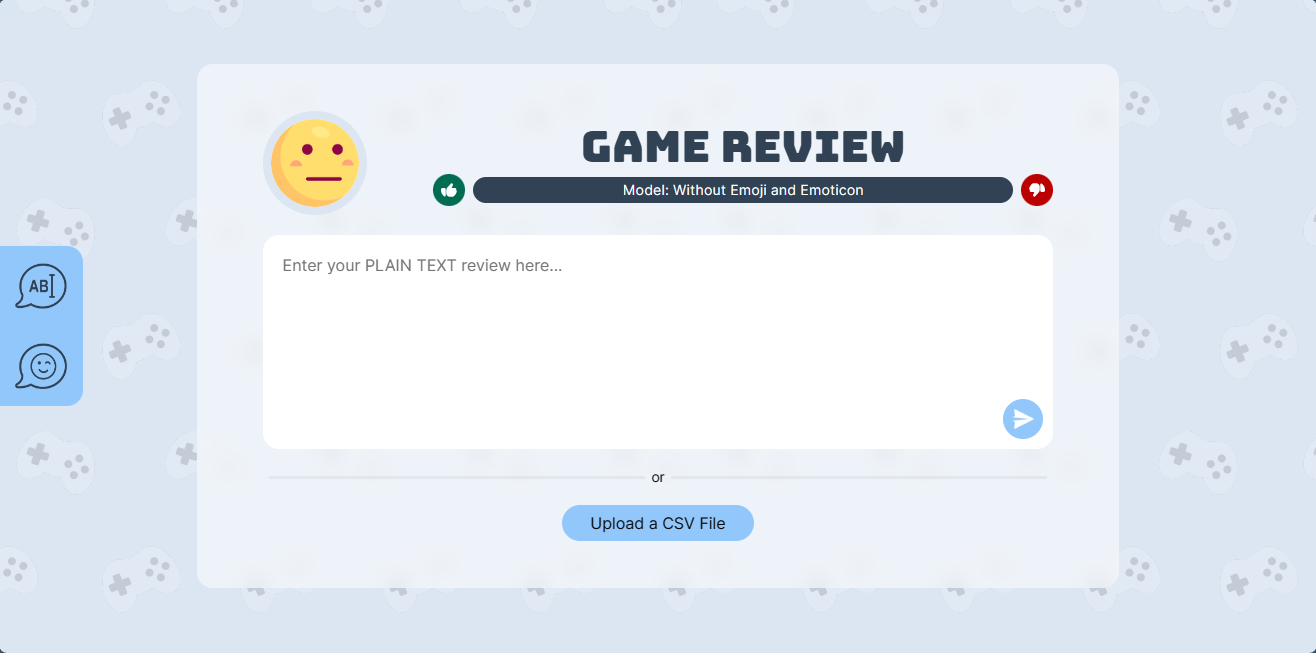 GAME REVIEW
Model: Without Emoji and Emoticon
Enter your PLAIN TEXT review here...
AB
or
Upload a CSV File